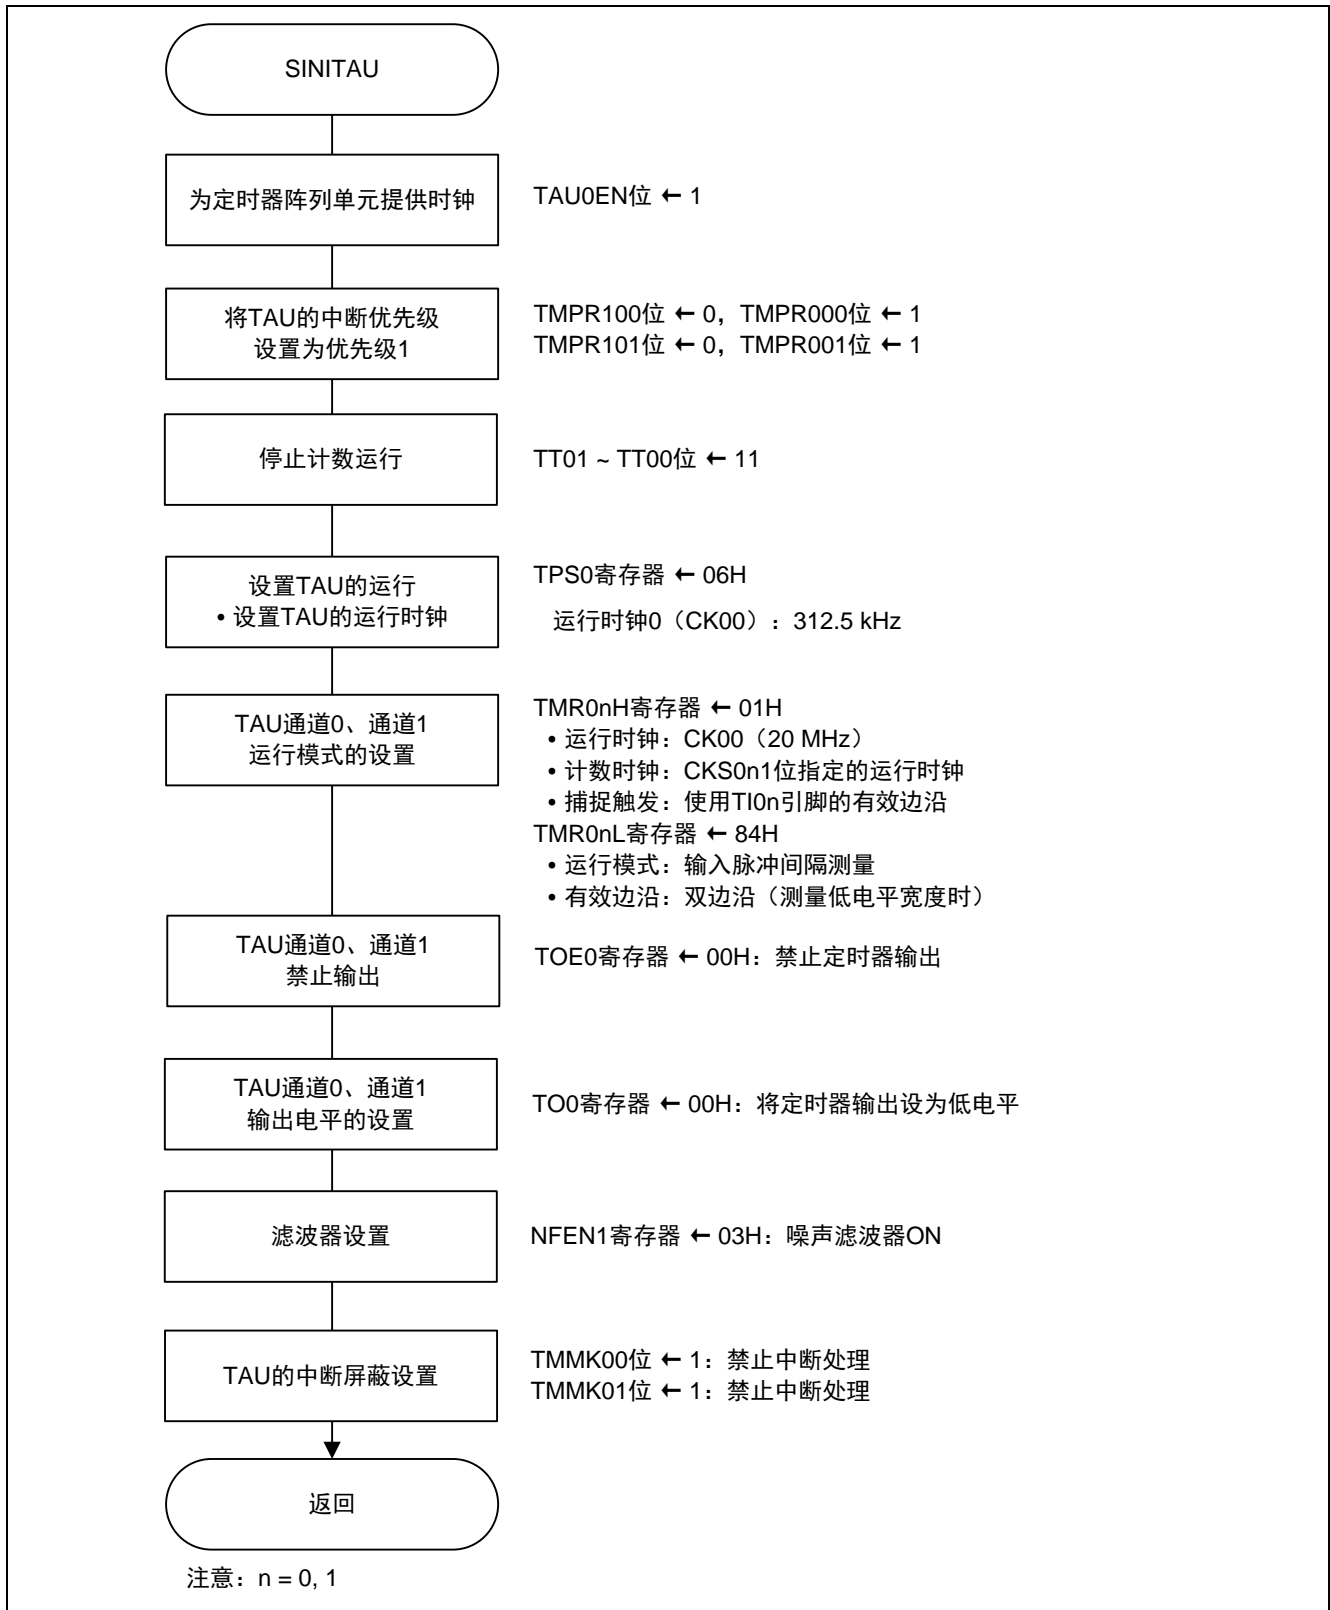 SINITAU
为定时器阵列单元提供时钟
TAU0EN位 ← 1
将TAU的中断优先级
设置为优先级1
TMPR100位 ← 0，TMPR000位 ← 1
TMPR101位 ← 0，TMPR001位 ← 1
停止计数运行
TT01 ~ TT00位 ← 11
设置TAU的运行
• 设置TAU的运行时钟
TPS0寄存器 ← 06H
运行时钟0（CK00）：312.5 kHz
TAU通道0、通道1
运行模式的设置
TMR0nH寄存器 ← 01H
• 运行时钟：CK00（20 MHz）
• 计数时钟：CKS0n1位指定的运行时钟
• 捕捉触发：使用TI0n引脚的有效边沿
TMR0nL寄存器 ← 84H
• 运行模式：输入脉冲间隔测量
• 有效边沿：双边沿（测量低电平宽度时）
TAU通道0、通道1
禁止输出
TOE0寄存器 ← 00H：禁止定时器输出
TAU通道0、通道1
输出电平的设置
TO0寄存器 ← 00H：将定时器输出设为低电平
滤波器设置
NFEN1寄存器 ← 03H：噪声滤波器ON
TAU的中断屏蔽设置
TMMK00位 ← 1：禁止中断处理
TMMK01位 ← 1：禁止中断处理
返回
注意：n = 0, 1